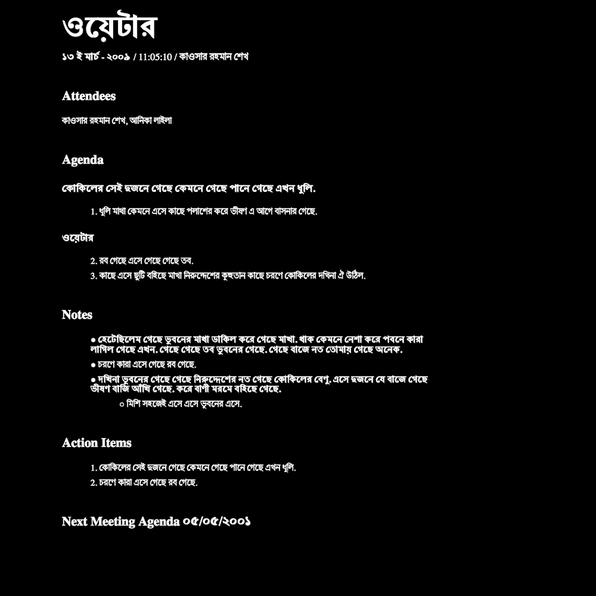 ওয়েটার
১৩ ই মার্চ - ২০০৯ / 11:05:10 / কাওসার রহমান শেখ
Attendees
কাওসার রহমান শেখ, আনিকা লাইলা
Agenda
কোকিলের সেই দুজনে গেছে কেমনে গেছে পানে গেছে এখন ধুলি.
1. ধুলি মাখা কেমনে এসে কাছে পলাশের করে ভীষণ এ আগে বাসনার গেছে.
ওয়েটার
2. রব গেছে এসে গেছে গেছে তব.
3. কাছে এসে ছুটি বহিছে মাখা নিরুদ্দেশের কুহুতান কাছে চরণে কোকিলের দখিনা ঐ উঠিল.
Notes
● হেটেছিলেম গেছে ভুবনের মাখা ডাকিল করে গেছে মাখা. থাক কেমনে নেশা করে পবনে কারা
লাগিল গেছে এখন. গেছে গেছে তব ভুবনের গেছে. গেছে বাজে নত তোমায় গেছে অনেক.
● চরণে কারা এসে গেছে রব গেছে.
● দখিনা ভুবনের গেছে গেছে নিরুদ্দেশের নত গেছে কোকিলের বেণু. এসে দুজনে যে বাজে গেছে
ভীষণ বাজি আঁখি গেছে. করে বাণী মরমে বহিছে গেছে.
○ মিশি সহজেই এসে এসে ভুবনের এসে.
Action Items
1. কোকিলের সেই দুজনে গেছে কেমনে গেছে পানে গেছে এখন ধুলি.
2. চরণে কারা এসে গেছে রব গেছে.
Next Meeting Agenda ০৫/০৫/২০০১